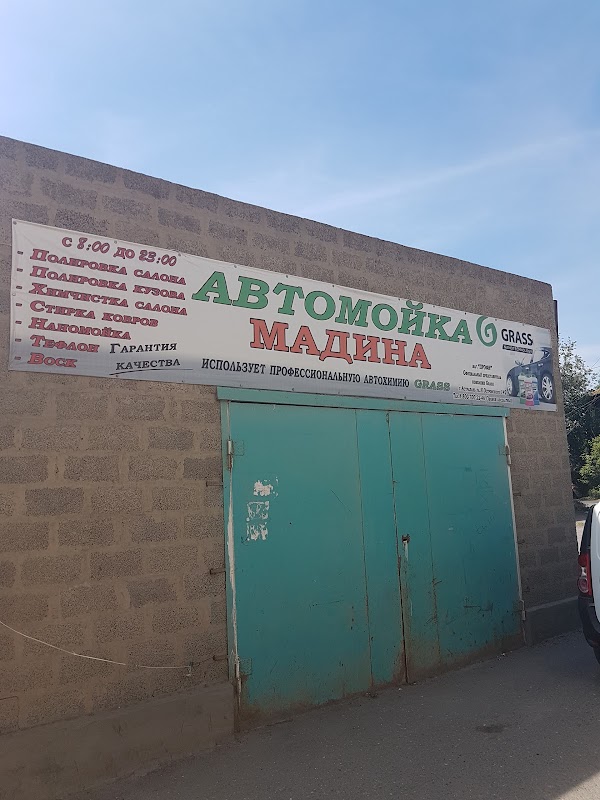 с 8:00 до 23:00
- Полировка салона
- Полировка кузова
- Химчистка салона
- Стирка ковров
- Наномойка
- Тефлон Гарантия
- Воск качества
АВТОМОЙКА
МАДИНА
ИСПОЛЬЗУЕТ ПРОФЕССИОНАЛЬНУЮ АВТОХИМИЮ GRASS
GRASS